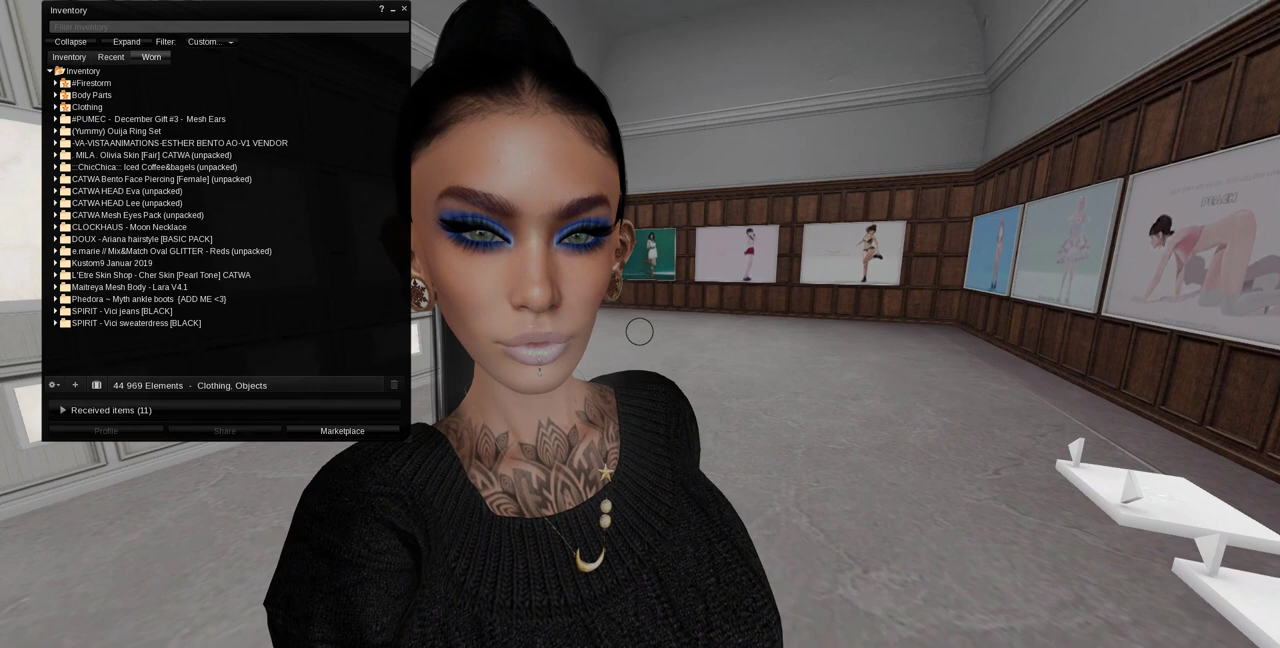 Inventory
Filter Inventory
Collapse Expand Filter: Custom...
Inventory Recent Worn
Inventory
#Firestorm
Body Parts
Clothing
#PUMEC - December Gift #3 - Mesh Ears
(Yummy) Ouija Ring Set
-VA-VISTAANIMATIONS-ESTHER BENTO AO-V1 VENDOR
. MILA . Olivia Skin [Fair] CATWA (unpacked)
:::ChicChica::: Iced Coffee&bagels (unpacked)
CATWA Bento Face Piercing [Female] (unpacked)
CATWA HEAD Eva (unpacked)
CATWA HEAD Lee (unpacked)
CATWA Mesh Eyes Pack (unpacked)
CLOCKHAUS - Moon Necklace
DOUX - Ariana hairstyle [BASIC PACK]
e.marie // Mix&Match Oval GLITTER - Reds (unpacked)
Kustom9 Januar 2019
L'Etre Skin Shop - Cher Skin [Pearl Tone] CATWA
Maitreya Mesh Body - Lara V4.1
Phedora ~ Myth ankle boots {ADD ME <3}
SPIRIT - Vici jeans [BLACK]
SPIRIT - Vici sweaterdress [BLACK]
44 969 Elements - Clothing, Objects
Received items (11)
Profile Share Marketplace